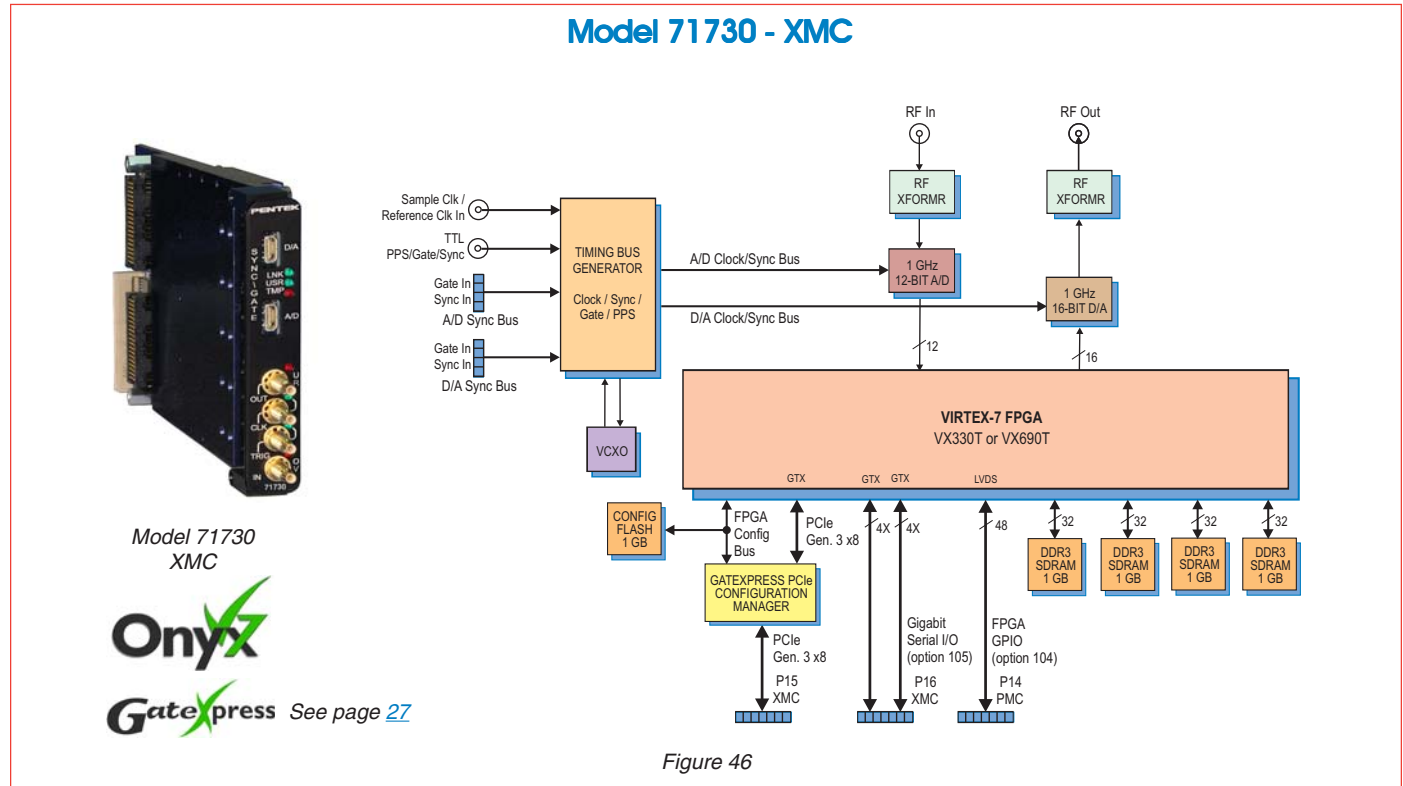 Model 71730 - XMC
RF In
RF Out
RF
XFORMR
RF
XFORMR
Sample Clk /
Reference Clk In
TTL
PPS/Gate/Sync
Gate In
Sync In
A/D Sync Bus
Gate In
Sync In
D/A Sync Bus
TIMING BUS
GENERATOR
Clock / Sync /
Gate / PPS
A/D Clock/Sync Bus
D/A Clock/Sync Bus
1 GHz
12-BIT A/D
1 GHz
16-BIT D/A
12
16
VCXO
VIRTEX-7 FPGA
VX330T or VX690T
GTX
GTX
GTX
LVDS
CONFIG
FLASH
1 GB
FPGA
Config
Bus
PCIe
Gen. 3 x8
4X
4X
48
32
32
32
32
DDR3
SDRAM
1 GB
DDR3
SDRAM
1 GB
DDR3
SDRAM
1 GB
DDR3
SDRAM
1 GB
GATEXPRESS PCIe
CONFIGURATION
MANAGER
PCIe
Gen. 3 x8
P15
XMC
Gigabit
Serial I/O
(option 105)
P16
XMC
FPGA
GPIO
(option 104)
P14
PMC
PENTEK
SYNC|GATE
D/A
LNK
USR
TMP
A/D
UR
OUT
CLK
TRIG
OV
IN
71730
Model 71730
XMC
Onyx7
GateXpress See page 27
Figure 46